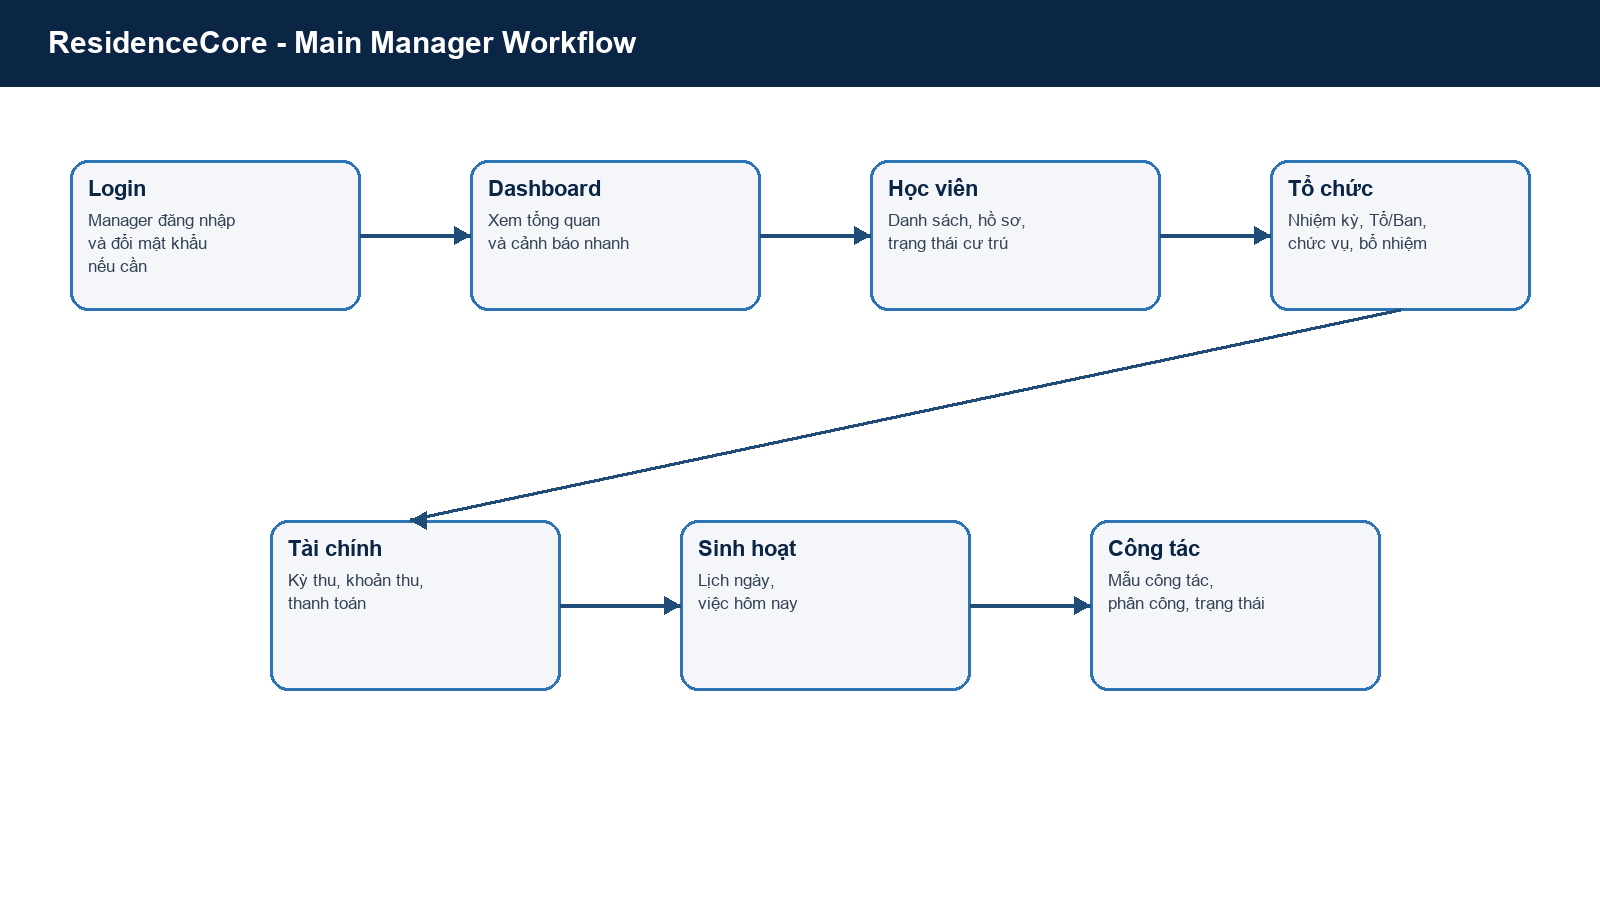 ResidenceCore - Main Manager Workflow
Login
Manager đăng nhập
và đổi mật khẩu
nếu cần
Dashboard
Xem tổng quan
và cảnh báo nhanh
Học viên
Danh sách, hồ sơ,
trạng thái cư trú
Tổ chức
Nhiệm kỳ, Tổ/Ban,
chức vụ, bổ nhiệm
Tài chính
Kỳ thu, khoản thu,
thanh toán
Sinh hoạt
Lịch ngày,
việc hôm nay
Công tác
Mẫu công tác,
phân công, trạng thái